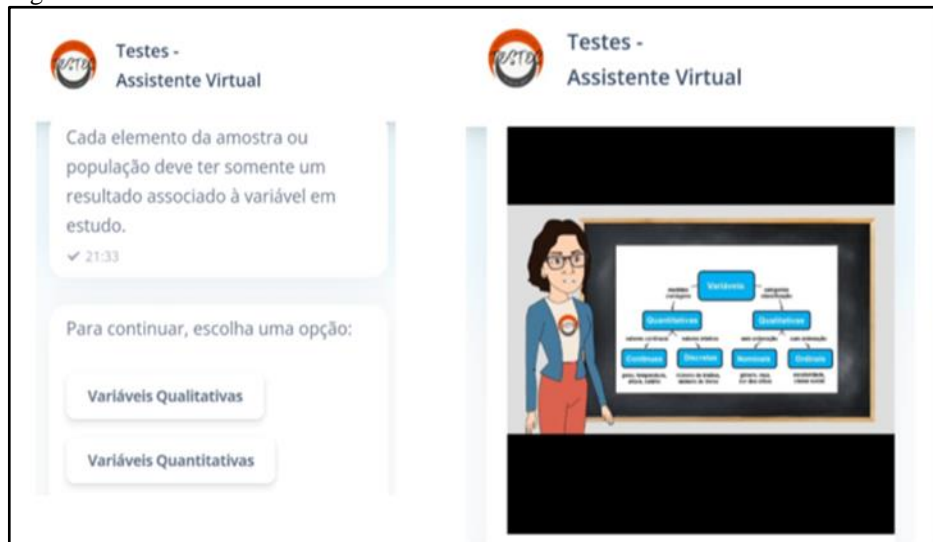 Testes -
Assistente Virtual
Cada elemento da amostra ou
população deve ter somente um
resultado associado à variável em
estudo.
✔ 21:33
Para continuar, escolha uma opção:
Variáveis Qualitativas
Variáveis Quantitativas
Testes -
Assistente Virtual
Variáveis
Quantitativas
Qualitativas
Contínuas
Discretas
Nominais
Ordinais